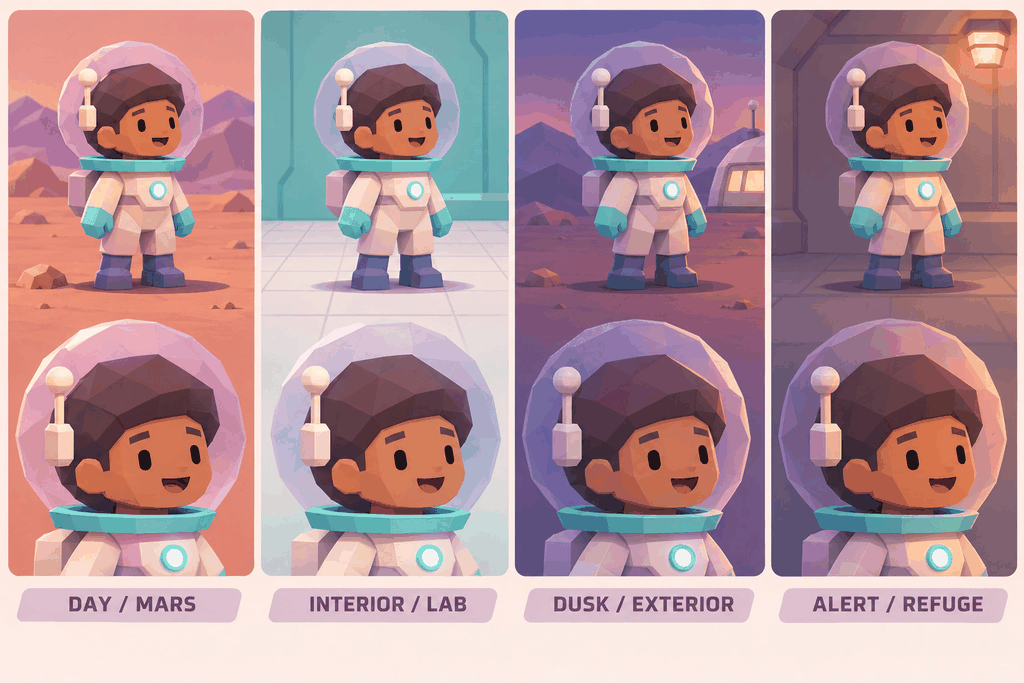 DAY / MARS
INTERIOR / LAB
DUSK / EXTERIOR
ALERT / REFUGE